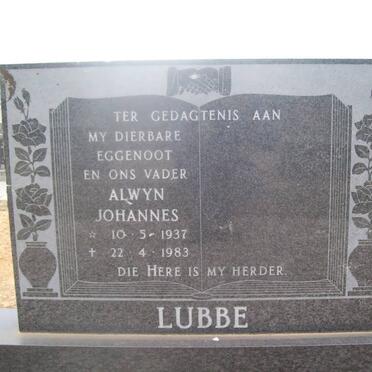 TER GEDAGTENIS AAN
MY DIERBARE
EGGENOOT
EN ONS VADER
ALWYN
JOHANNES
☆ 10-5-1937
† 22-4-1983
DIE HERE IS MY HERDER.
LUBBE